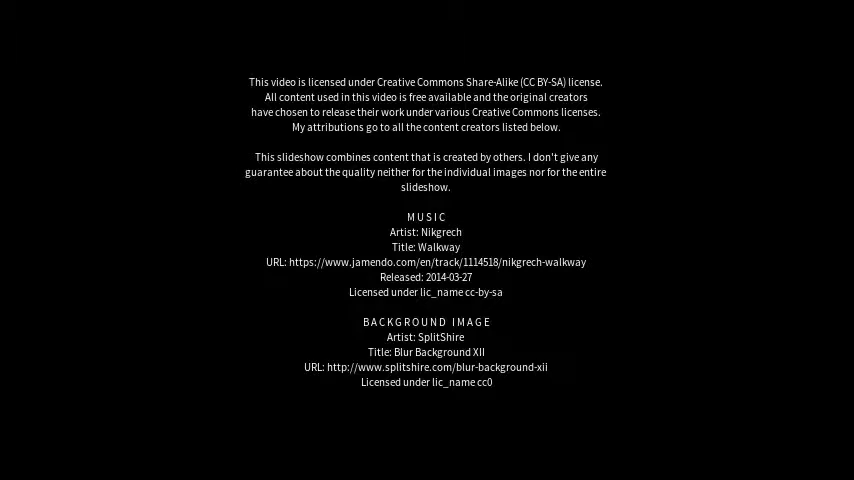 This video is licensed under Creative Commons Share-Alike (CC BY-SA) license.
All content used in this video is free available and the original creators
have chosen to release their work under various Creative Commons licenses.
My attributions go to all the content creators listed below.
This slideshow combines content that is created by others. I don't give any
guarantee about the quality neither for the individual images nor for the entire
slideshow.
MUSIC
Artist: Nikgrech
Title: Walkway
URL: https://www.jamendo.com/en/track/1114518/nikgrech-walkway
Released: 2014-03-27
Licensed under lic_name cc-by-sa
BACKGROUND IMAGE
Artist: SplitShire
Title: Blur Background XII
URL: http://www.splitshire.com/blur-background-xii
Licensed under lic_name cc0